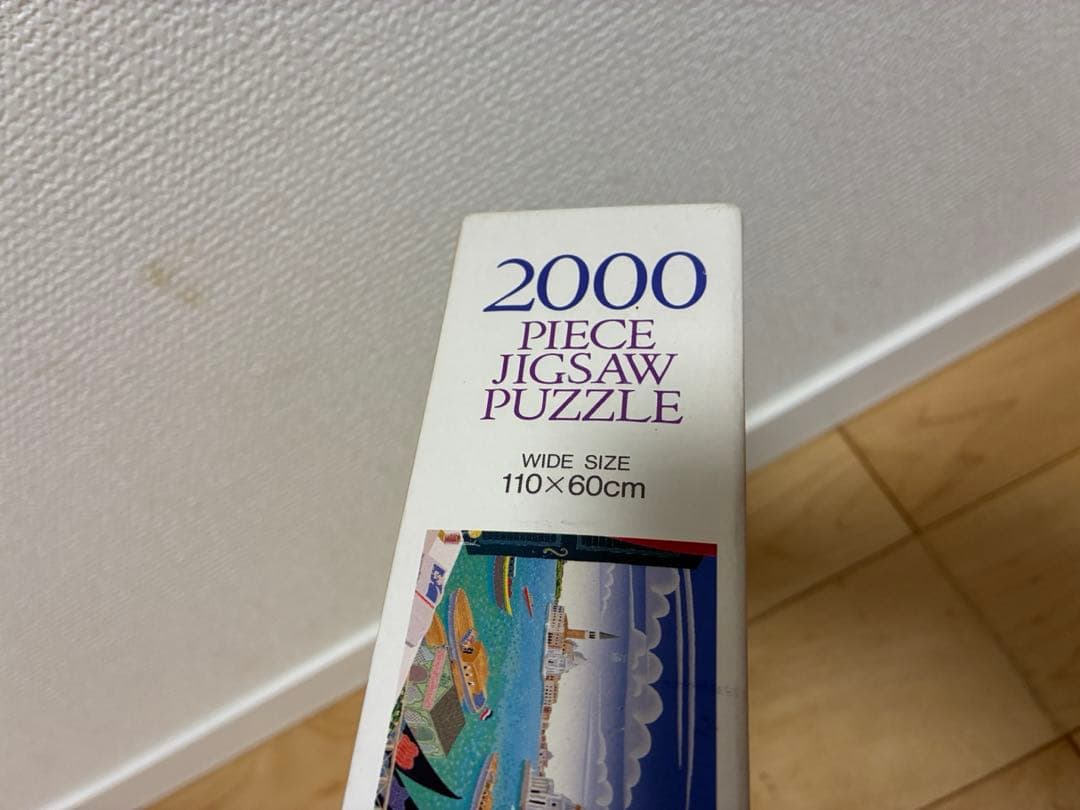 2000
PIECE
JIGSAW
PUZZLE
WIDE SIZE
110×60cm